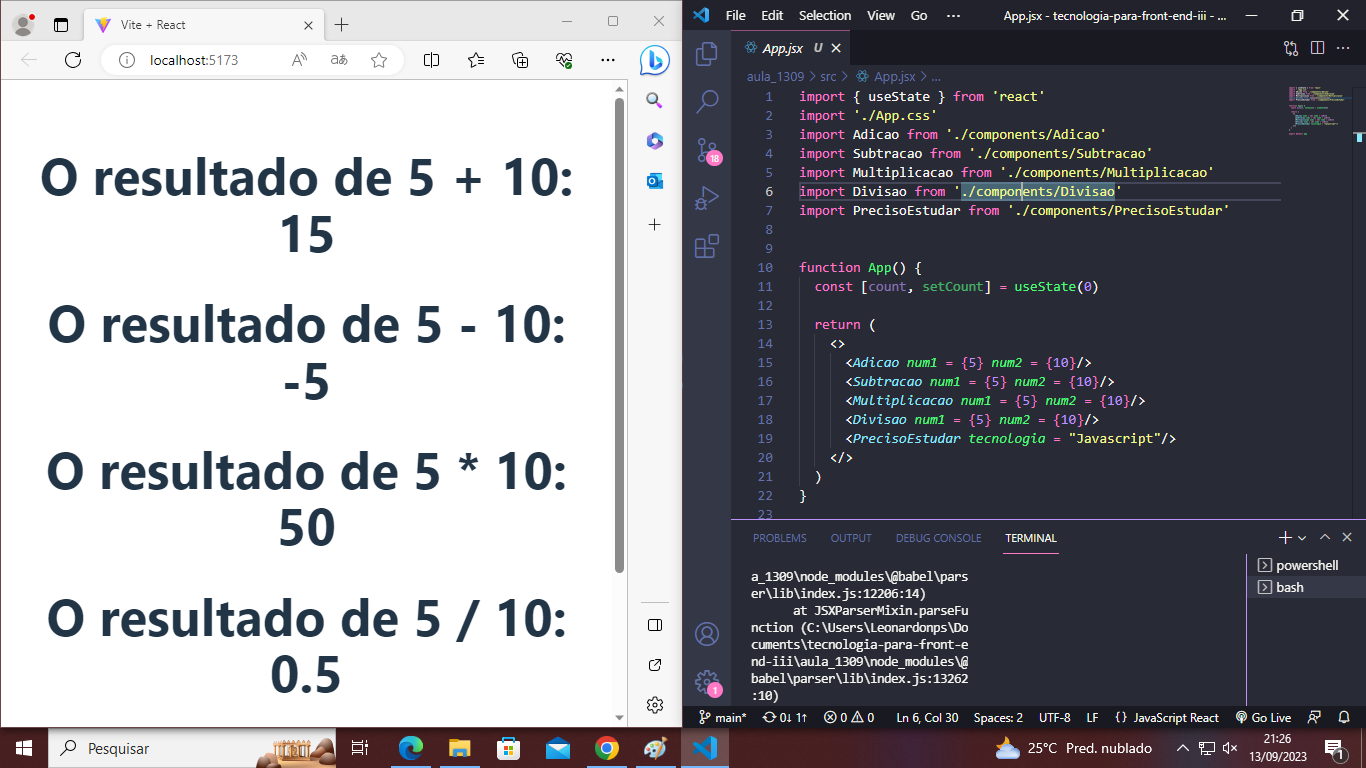 Vite + React
localhost:5173
O resultado de 5 + 10:
15
O resultado de 5 - 10:
-5
O resultado de 5 * 10:
50
O resultado de 5 / 10:
0.5
File Edit Selection View Go ··· App.jsx - tecnologia-para-front-end-iii - ...
App.jsx U
aula_1309 > src > App.jsx > ...
1 import { useState } from 'react'
2 import './App.css'
3 import Adicao from './components/Adicao'
4 import Subtracao from './components/Subtracao'
5 import Multiplicacao from './components/Multiplicacao'
6 import Divisao from './components/Divisao'
7 import PrecisoEstudar from './components/PrecisoEstudar'
8
9
10 function App() {
11 const [count, setCount] = useState(0)
12
13 return (
14 <>
15 <Adicao num1 = {5} num2 = {10}/>
16 <Subtracao num1 = {5} num2 = {10}/>
17 <Multiplicacao num1 = {5} num2 = {10}/>
18 <Divisao num1 = {5} num2 = {10}/>
19 <PrecisoEstudar tecnologia = "Javascript"/>
20 </>
21 )
22 }
23
18
1
PROBLEMS OUTPUT DEBUG CONSOLE TERMINAL
a_1309\node_modules\@babel\pars
er\lib\index.js:12206:14)
at JSXParserMixin.parseFu
nction (C:\Users\Leonardonps\Do
cuments\tecnologia-para-front-e
nd-iii\aula_1309\node_modules\@
babel\parser\lib\index.js:13262
:10)
powershell
bash
main* 0↓ 1↑ 0 0 Ln 6, Col 30 Spaces: 2 UTF-8 LF {} JavaScript React Go Live
Pesquisar
25°C Pred. nublado
21:26
13/09/2023
1